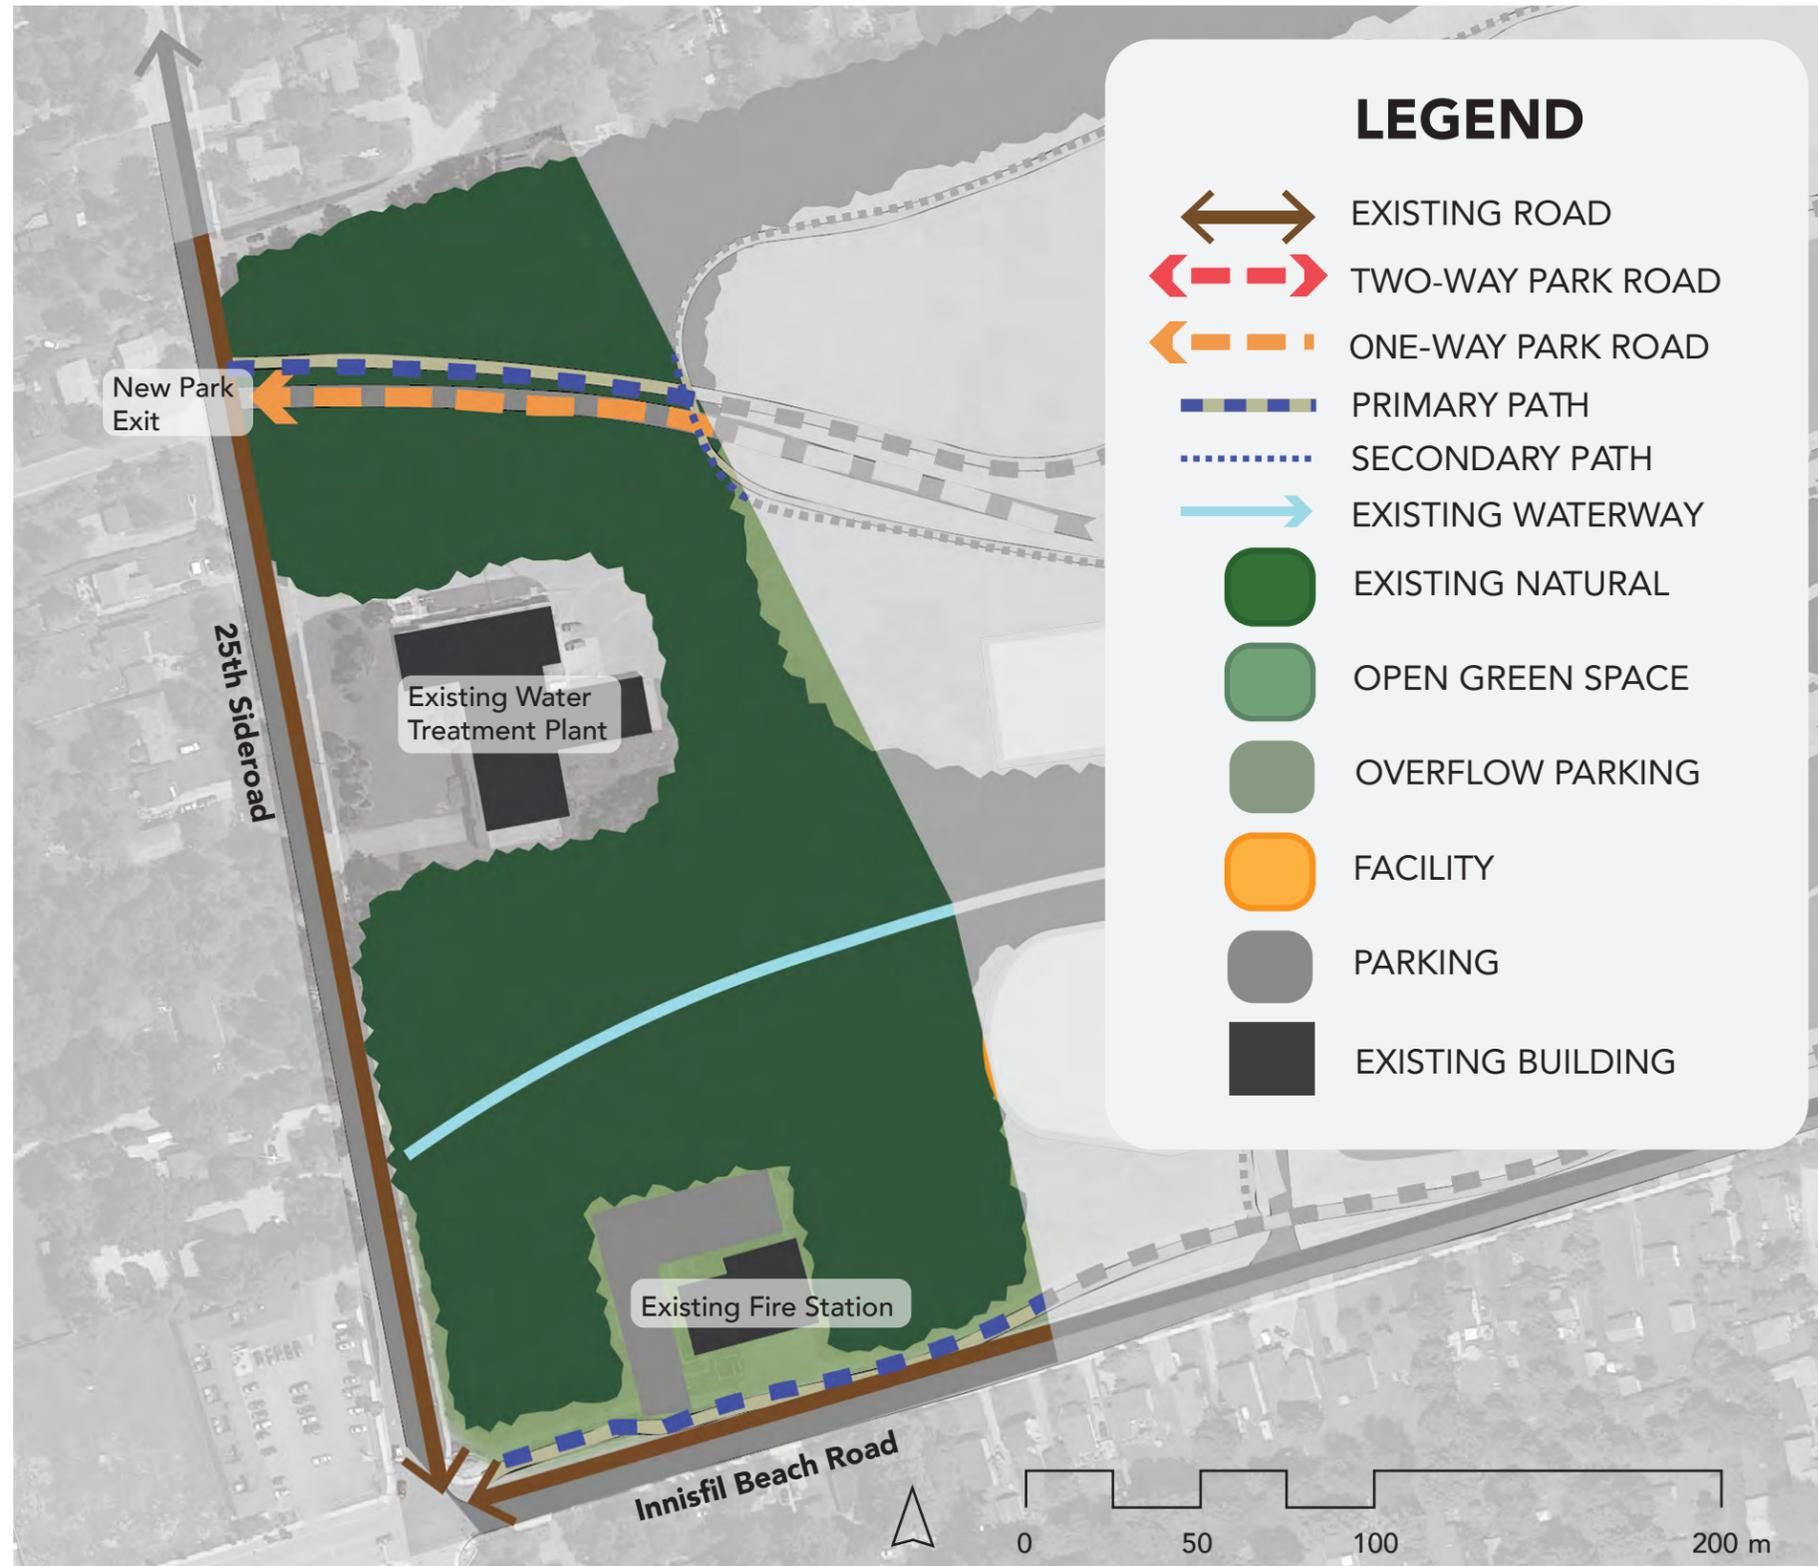 LEGEND
EXISTING ROAD
TWO-WAY PARK ROAD
ONE-WAY PARK ROAD
PRIMARY PATH
SECONDARY PATH
EXISTING WATERWAY
EXISTING NATURAL
OPEN GREEN SPACE
OVERFLOW PARKING
FACILITY
PARKING
EXISTING BUILDING
New Park
Exit
25th Sideroad
Existing Water
Treatment Plant
Existing Fire Station
Innisfil Beach Road
0 50 100 200 m